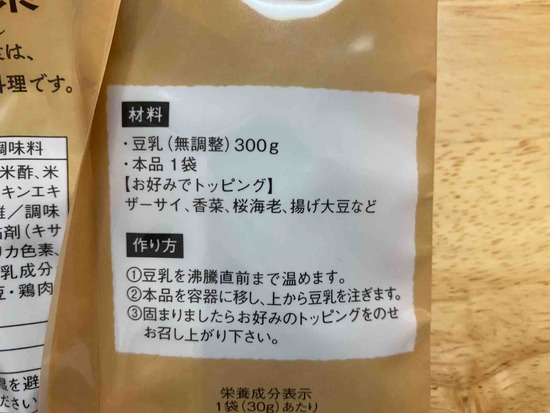 は、
料理です。
調味料
米酢、米
キンエキ
／調味
剤(キサ
リカ色素、
乳成分
・鶏肉
を避
ださい
材料
・豆乳(無調整)300g
・本品1袋
【お好みでトッピング】
ザーサイ、香菜、桜海老、揚げ大豆など
作り方
①豆乳を沸騰直前まで温めます。
②本品を容器に移し、上から豆乳を注ぎます。
③固まりましたらお好みのトッピングをのせ
お召し上がり下さい。
栄養成分表示
1袋(30g)あたり